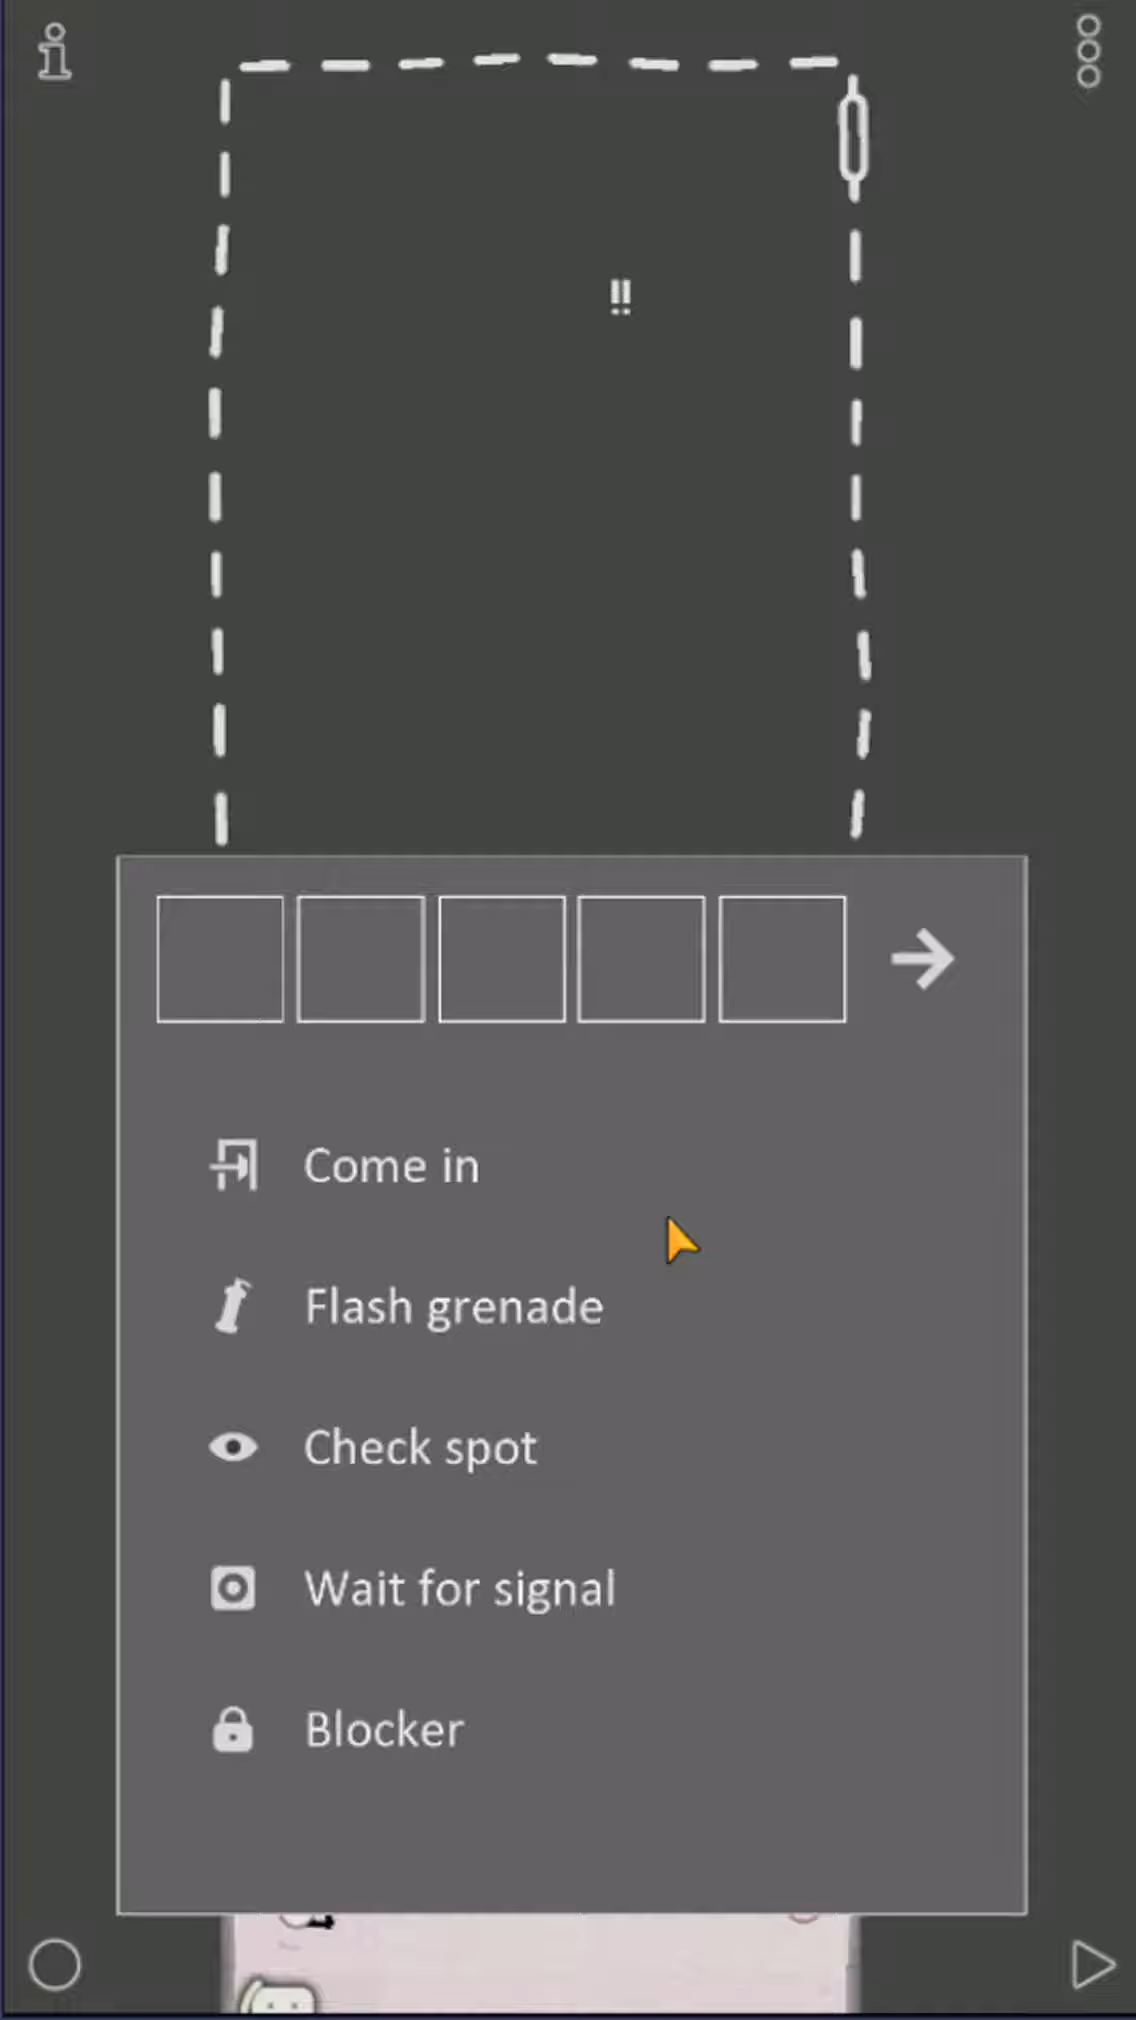 !!
Come in
Flash grenade
Check spot
Wait for signal
Blocker